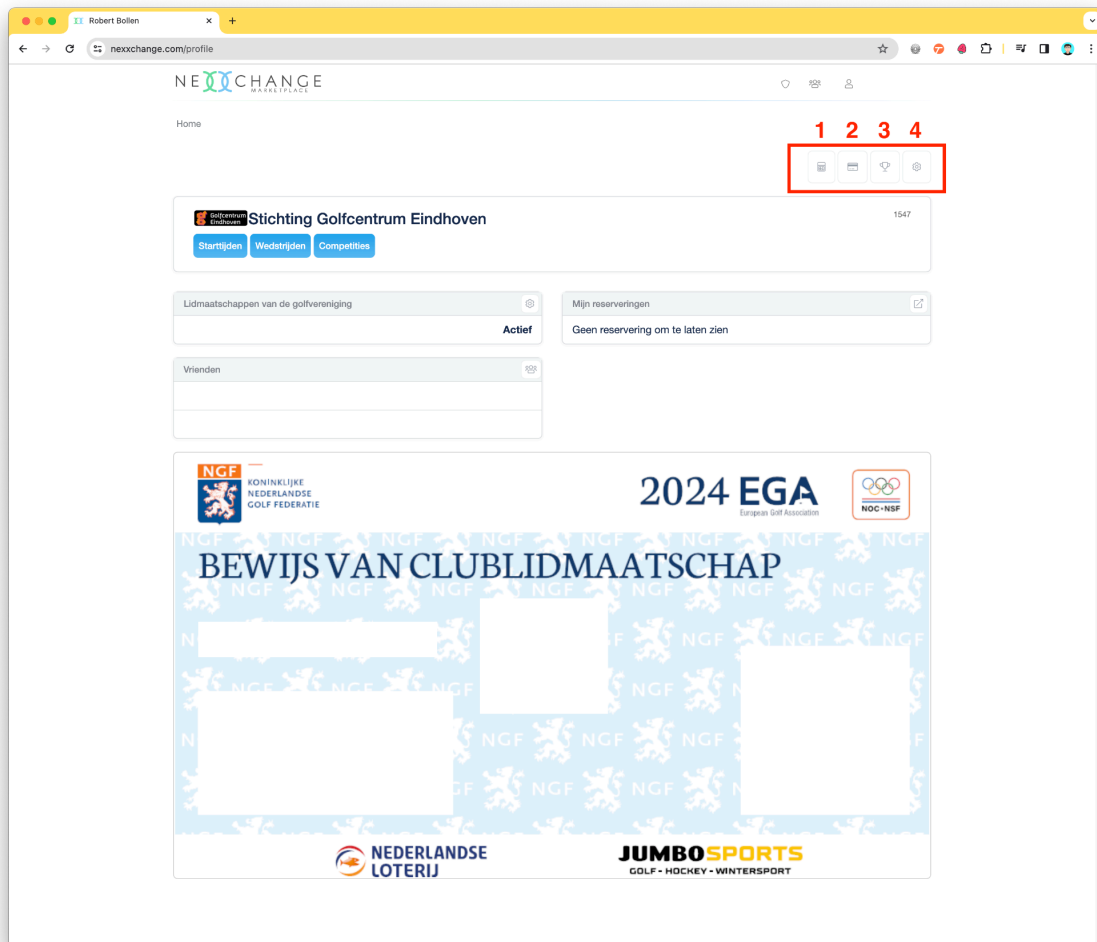 Robert Bollen
nexxchange.com/profile
NEXXCHANGE
MARKETPLACE
Home
1 2 3 4
Golfcentrum
Eindhoven
Stichting Golfcentrum Eindhoven
1547
Starttijden Wedstrijden Competities
Lidmaatschappen van de golfvereniging
Actief
Mijn reserveringen
Geen reservering om te laten zien
Vrienden
NGF
KONINKLIJKE
NEDERLANDSE
GOLF FEDERATIE
2024 EGA
European Golf Association
NOC*NSF
BEWIJS VAN CLUBLIDMAATSCHAP
NEDERLANDSE
LOTERIJ
JUMBOSPORTS
GOLF - HOCKEY - WINTERSPORT